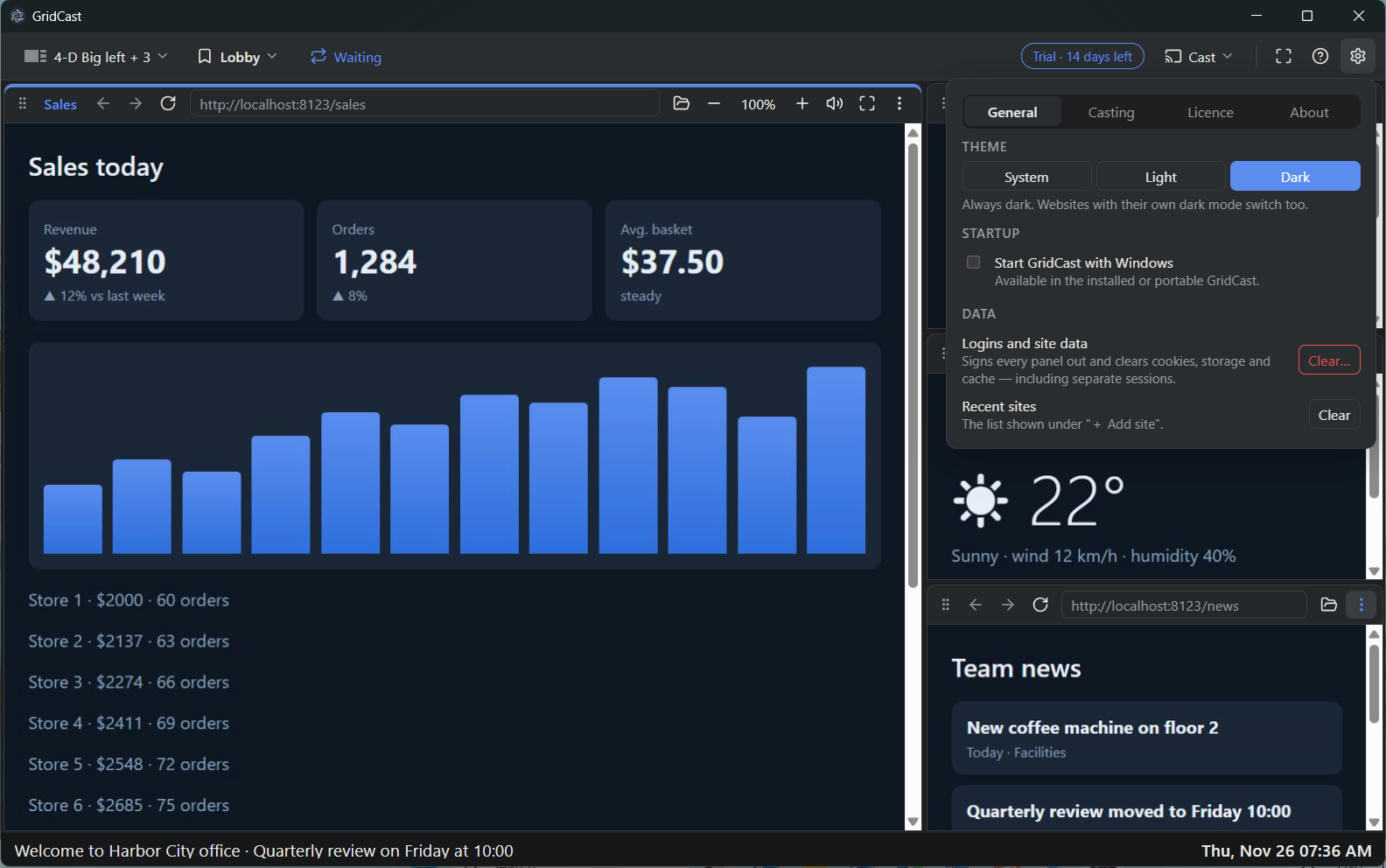 GridCast
4-D Big left + 3
Lobby
Waiting
Trial · 14 days left
Cast
Sales
http://localhost:8123/sales
100%
Sales today
Revenue
$48,210
▲ 12% vs last week
Orders
1,284
▲ 8%
Avg. basket
$37.50
steady
Store 1 · $2000 · 60 orders
Store 2 · $2137 · 63 orders
Store 3 · $2274 · 66 orders
Store 4 · $2411 · 69 orders
Store 5 · $2548 · 72 orders
Store 6 · $2685 · 75 orders
General
Casting
Licence
About
THEME
System
Light
Dark
Always dark. Websites with their own dark mode switch too.
STARTUP
Start GridCast with Windows
Available in the installed or portable GridCast.
DATA
Logins and site data
Signs every panel out and clears cookies, storage and
cache — including separate sessions.
Clear...
Recent sites
The list shown under "+ Add site".
Clear
22°
Sunny · wind 12 km/h · humidity 40%
http://localhost:8123/news
Team news
New coffee machine on floor 2
Today · Facilities
Quarterly review moved to Friday 10:00
Welcome to Harbor City office · Quarterly review on Friday at 10:00
Thu, Nov 26 07:36 AM